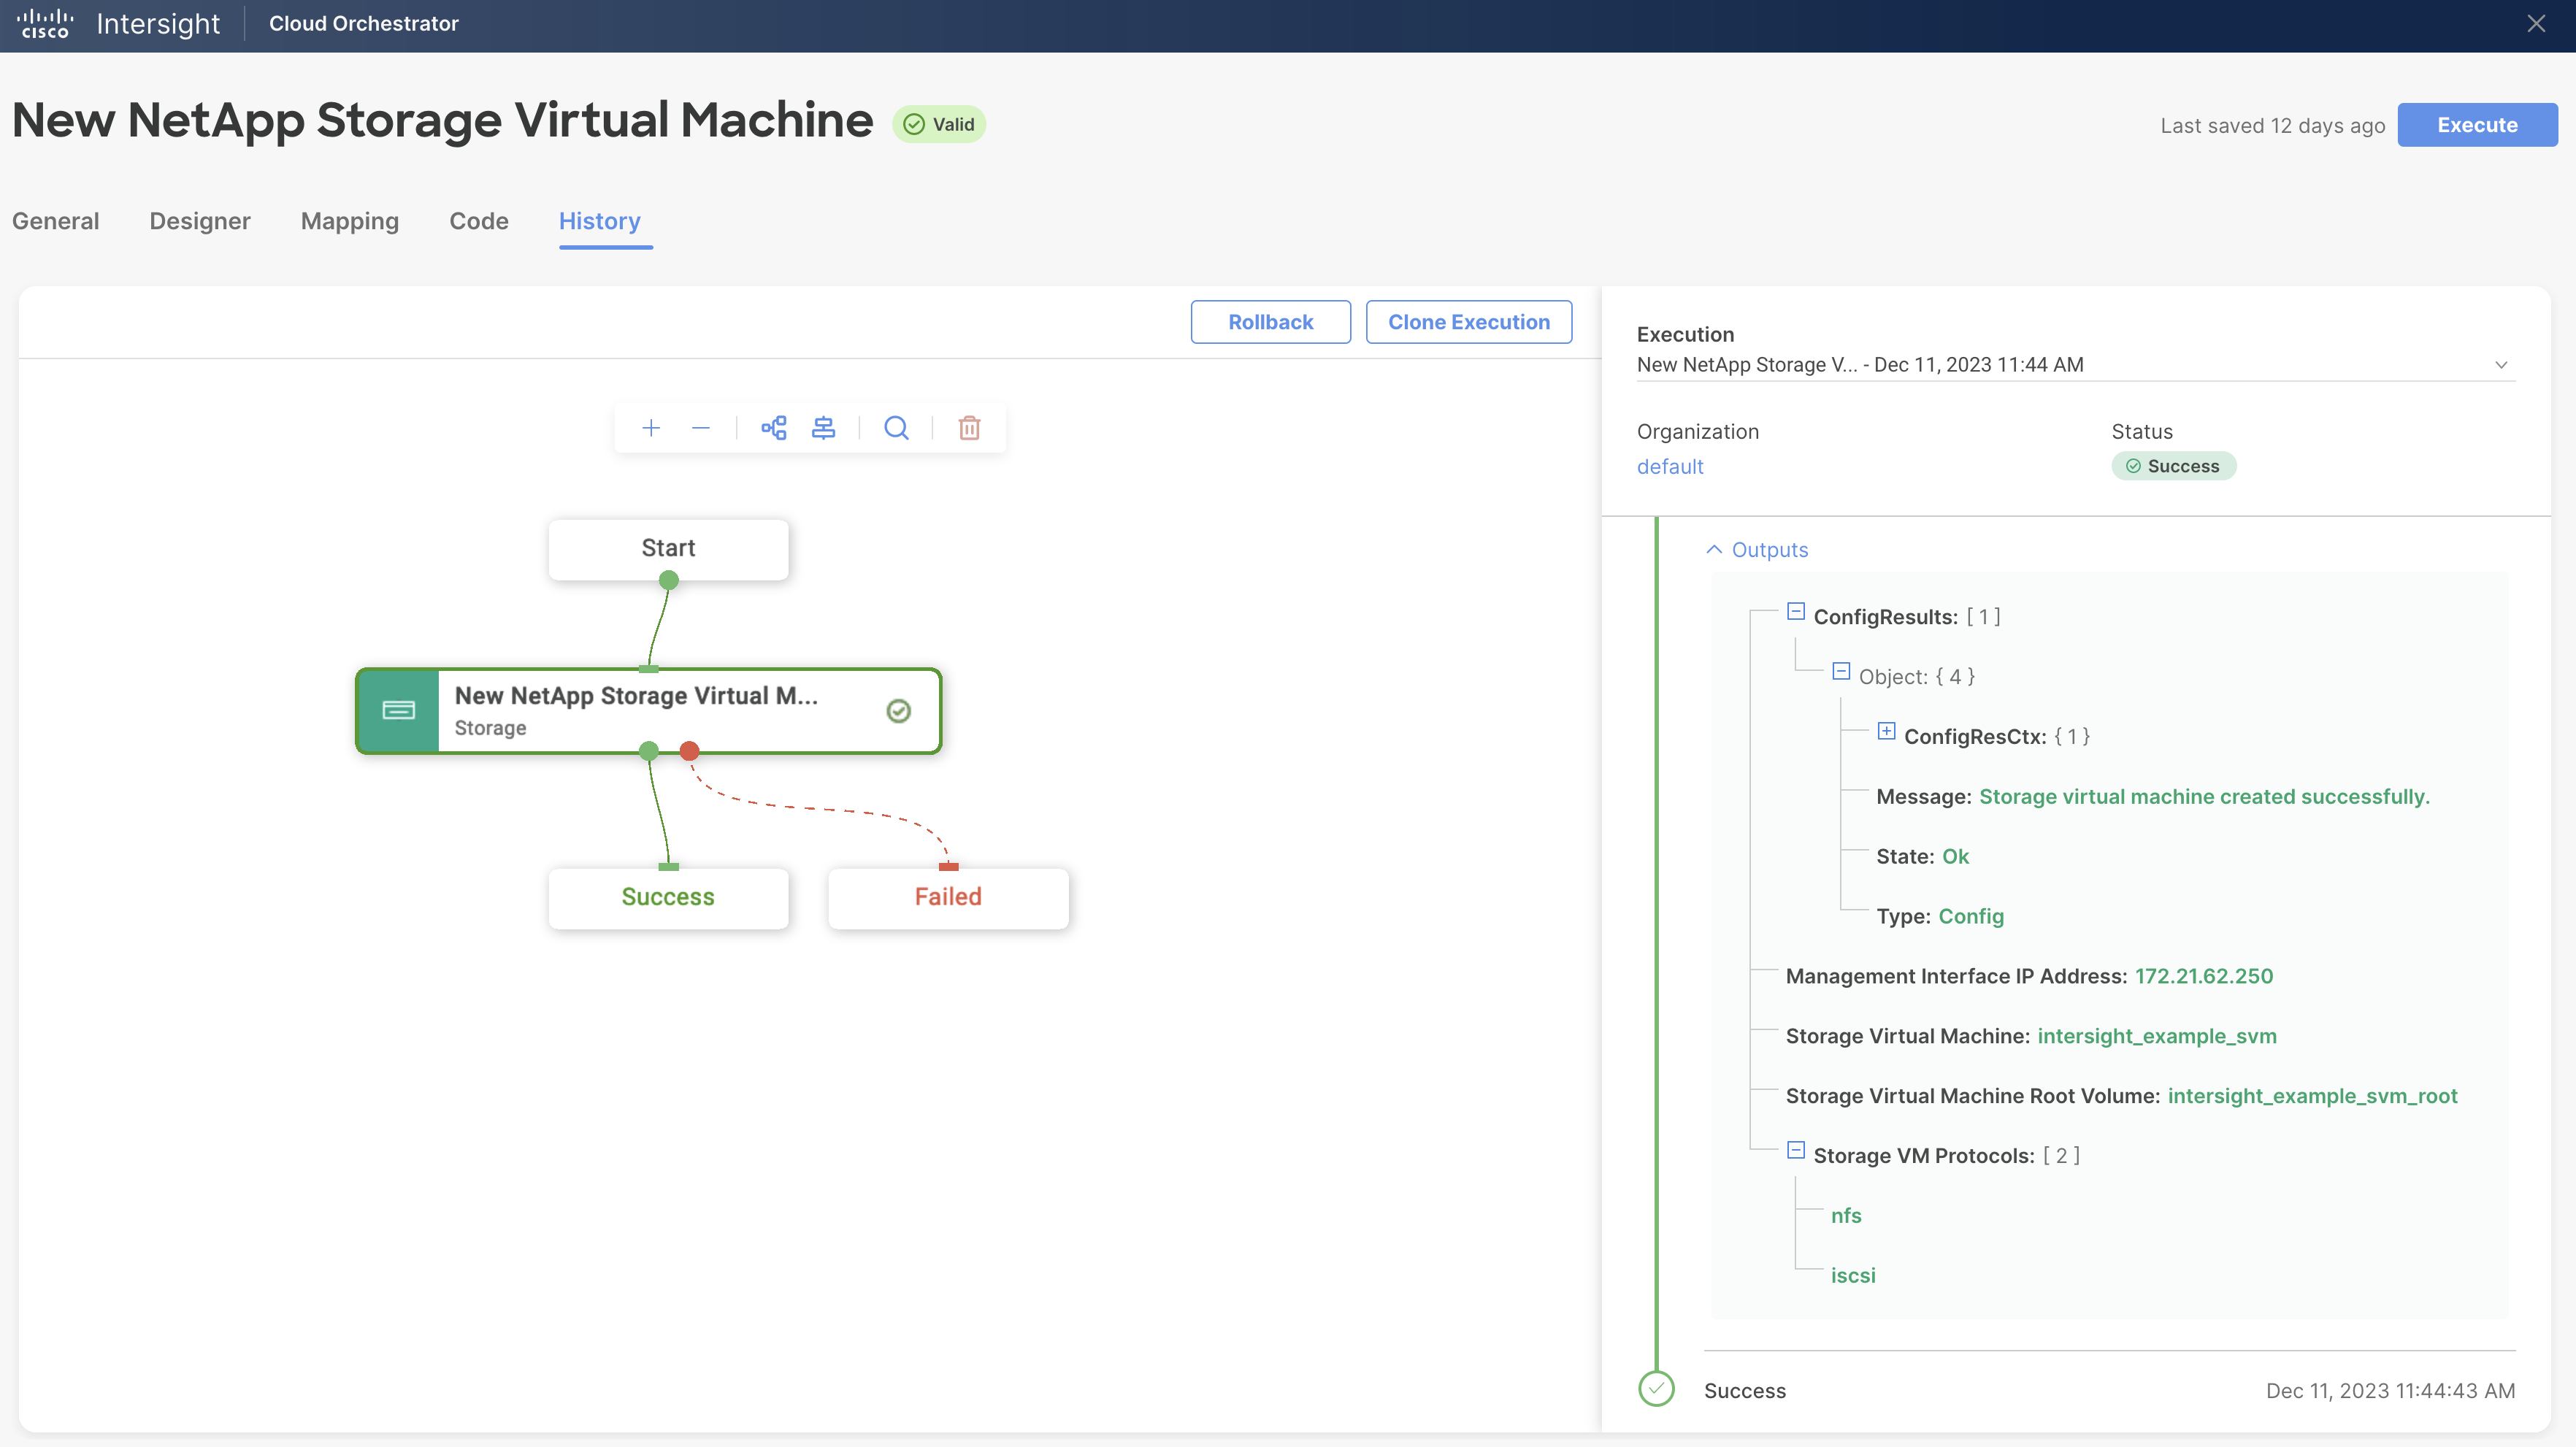 cisco Intersight Cloud Orchestrator
New NetApp Storage Virtual Machine Valid
Last saved 12 days ago Execute
General Designer Mapping Code History
Rollback Clone Execution
Start
New NetApp Storage Virtual M...
Storage
Success Failed
Execution
New NetApp Storage V... - Dec 11, 2023 11:44 AM
Organization Status
default Success
Outputs
ConfigResults: [ 1 ]
Object: { 4 }
ConfigResCtx: { 1 }
Message: Storage virtual machine created successfully.
State: Ok
Type: Config
Management Interface IP Address: 172.21.62.250
Storage Virtual Machine: intersight_example_svm
Storage Virtual Machine Root Volume: intersight_example_svm_root
Storage VM Protocols: [ 2 ]
nfs
iscsi
Success Dec 11, 2023 11:44:43 AM